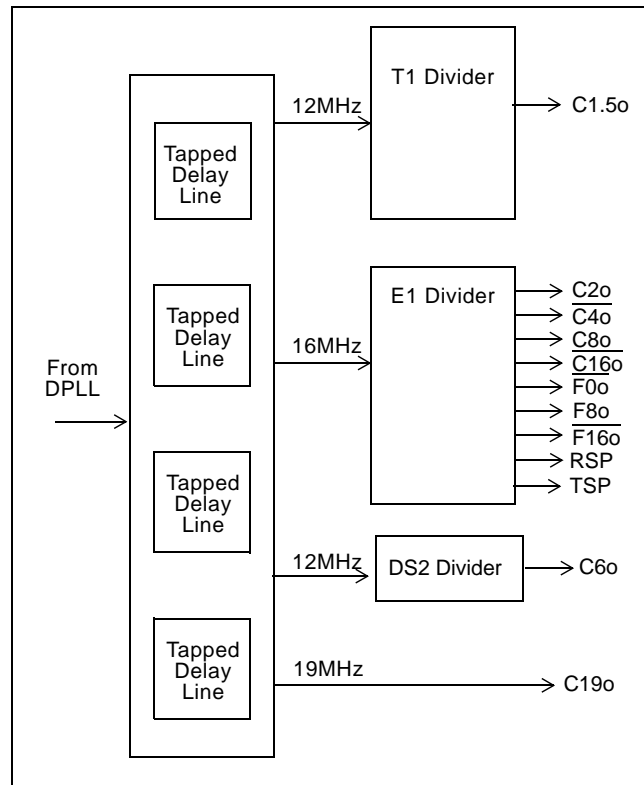 T1 Divider
12MHz
C1.5o
Tapped
Delay
Line
E1 Divider
C2o
C4o
C8o
C16o
F0o
F8o
F16o
RSP
TSP
16MHz
Tapped
Delay
Line
From
DPLL
Tapped
Delay
Line
12MHz
DS2 Divider
C6o
Tapped
Delay
Line
19MHz
C19o